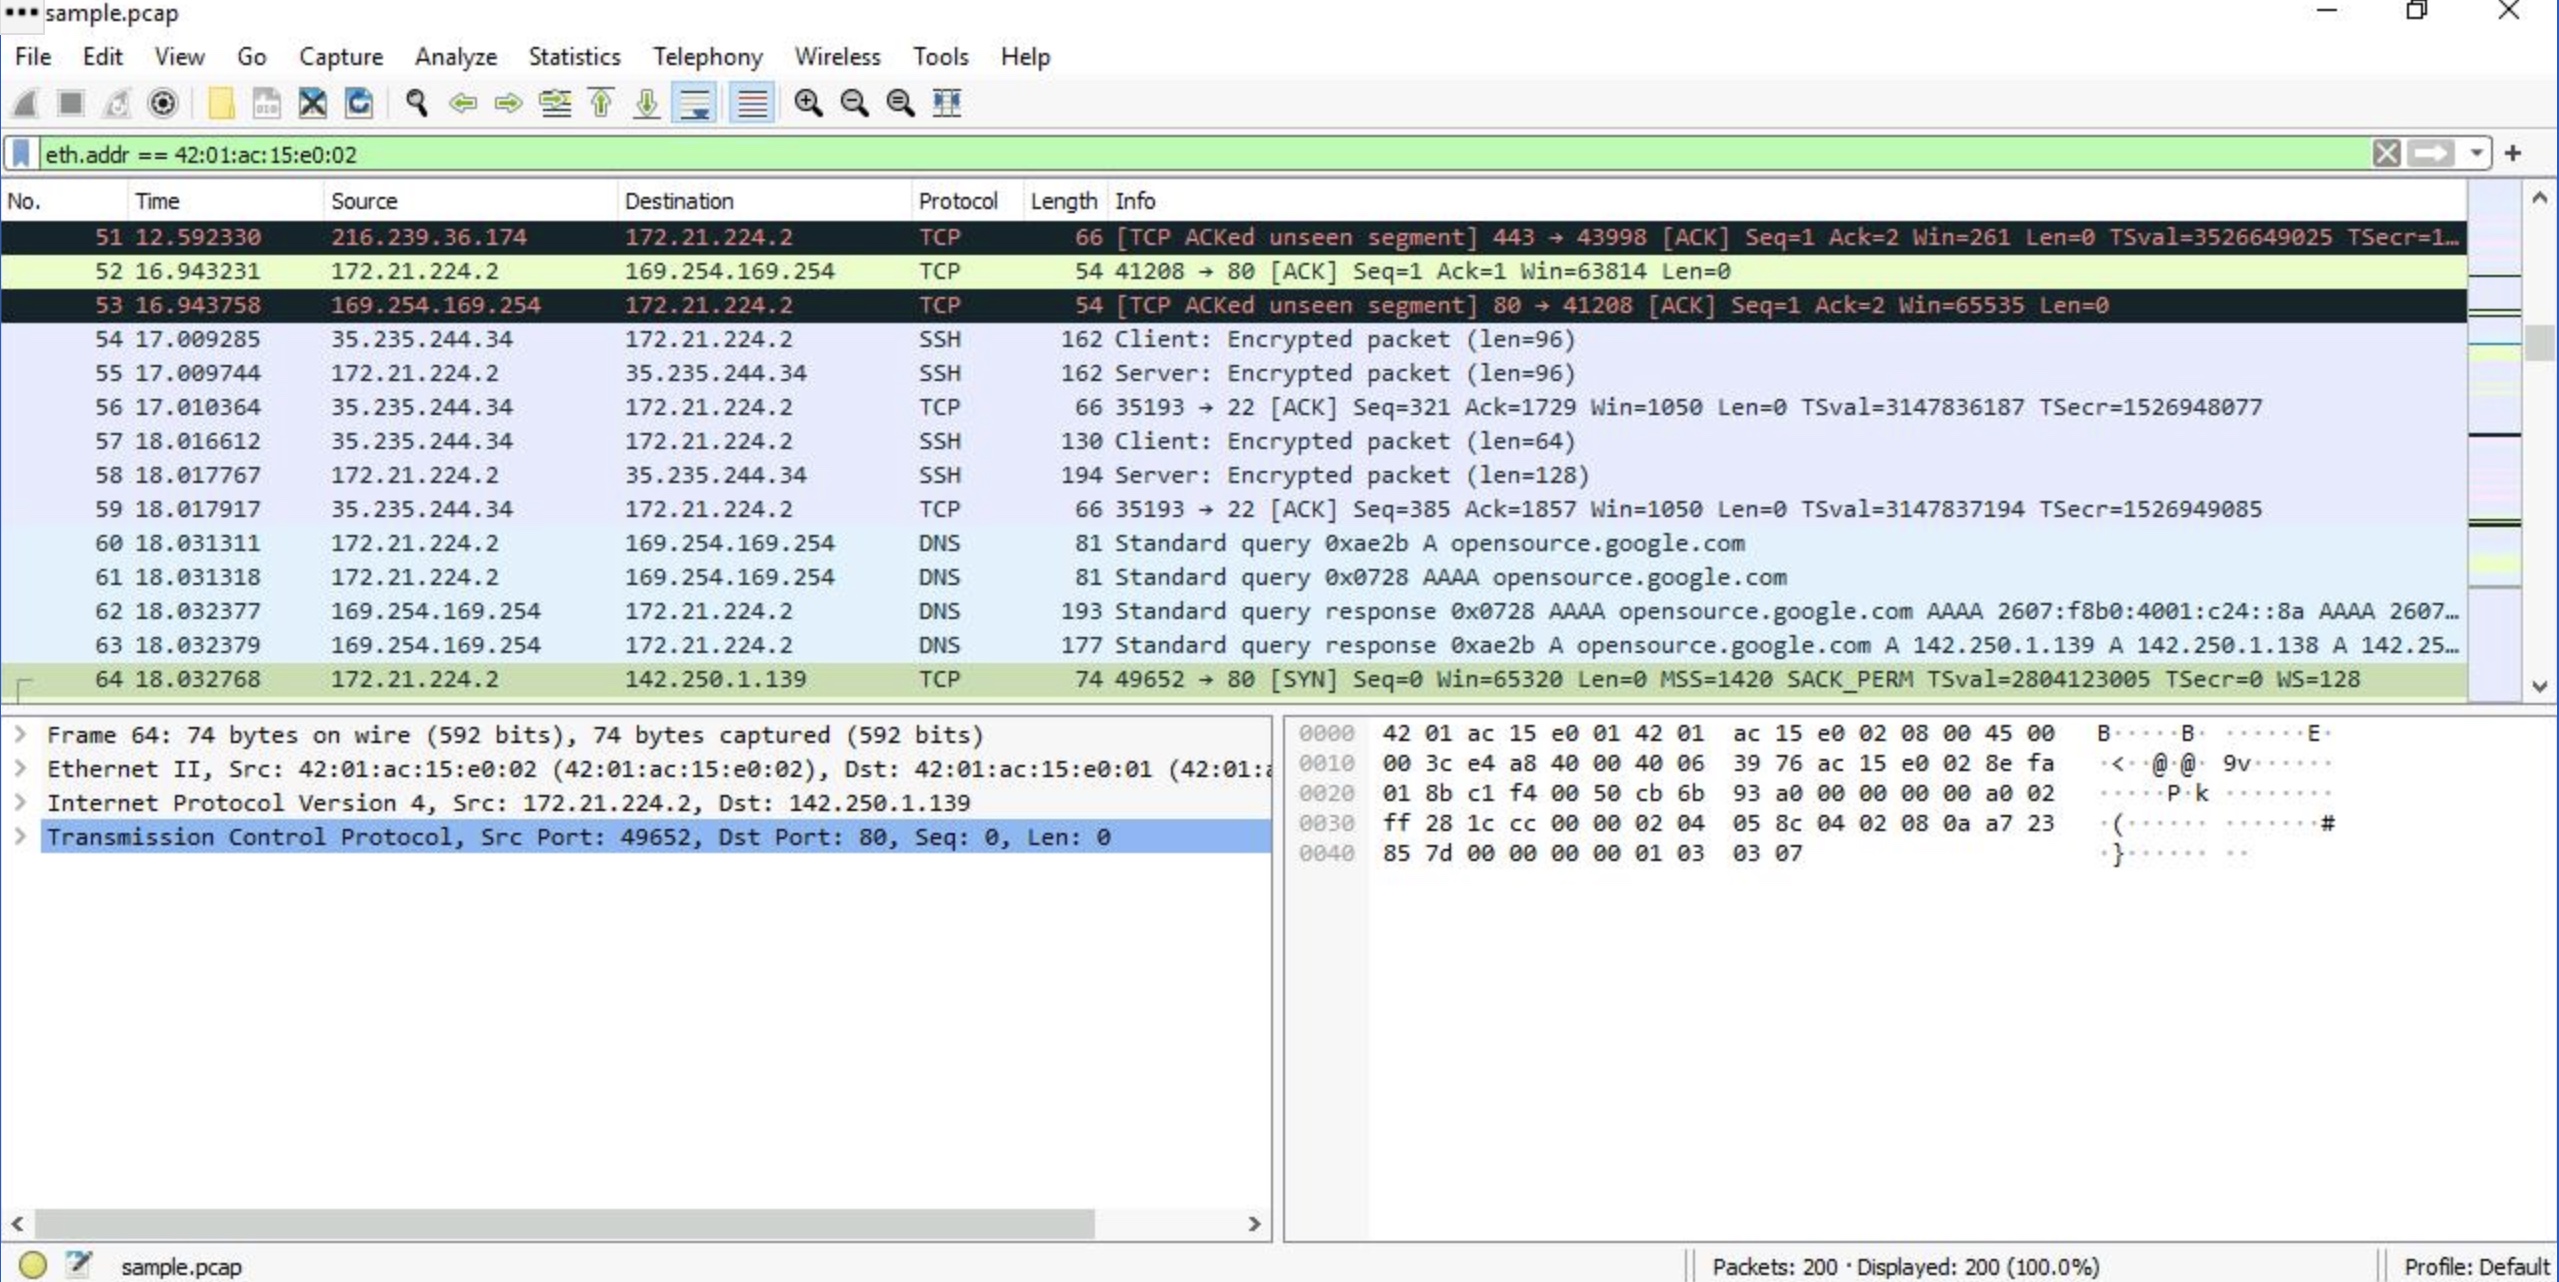 sample.pcap
File Edit View Go Capture Analyze Statistics Telephony Wireless Tools Help
eth.addr == 42:01:ac:15:e0:02
No. Time Source Destination Protocol Length Info
51 12.592330 216.239.36.174 172.21.224.2 TCP 66 [TCP ACKed unseen segment] 443 → 43998 [ACK] Seq=1 Ack=2 Win=261 Len=0 TSval=3526649025 TSecr=1…
52 16.943231 172.21.224.2 169.254.169.254 TCP 54 41208 → 80 [ACK] Seq=1 Ack=1 Win=63814 Len=0
53 16.943758 169.254.169.254 172.21.224.2 TCP 54 [TCP ACKed unseen segment] 80 → 41208 [ACK] Seq=1 Ack=2 Win=65535 Len=0
54 17.009285 35.235.244.34 172.21.224.2 SSH 162 Client: Encrypted packet (len=96)
55 17.009744 172.21.224.2 35.235.244.34 SSH 162 Server: Encrypted packet (len=96)
56 17.010364 35.235.244.34 172.21.224.2 TCP 66 35193 → 22 [ACK] Seq=321 Ack=1729 Win=1050 Len=0 TSval=3147836187 TSecr=1526948077
57 18.016612 35.235.244.34 172.21.224.2 SSH 130 Client: Encrypted packet (len=64)
58 18.017767 172.21.224.2 35.235.244.34 SSH 194 Server: Encrypted packet (len=128)
59 18.017917 35.235.244.34 172.21.224.2 TCP 66 35193 → 22 [ACK] Seq=385 Ack=1857 Win=1050 Len=0 TSval=3147837194 TSecr=1526949085
60 18.031311 172.21.224.2 169.254.169.254 DNS 81 Standard query 0xae2b A opensource.google.com
61 18.031318 172.21.224.2 169.254.169.254 DNS 81 Standard query 0x0728 AAAA opensource.google.com
62 18.032377 169.254.169.254 172.21.224.2 DNS 193 Standard query response 0x0728 AAAA opensource.google.com AAAA 2607:f8b0:4001:c24::8a AAAA 2607…
63 18.032379 169.254.169.254 172.21.224.2 DNS 177 Standard query response 0xae2b A opensource.google.com A 142.250.1.139 A 142.250.1.138 A 142.25…
64 18.032768 172.21.224.2 142.250.1.139 TCP 74 49652 → 80 [SYN] Seq=0 Win=65320 Len=0 MSS=1420 SACK_PERM TSval=2804123005 TSecr=0 WS=128
Frame 64: 74 bytes on wire (592 bits), 74 bytes captured (592 bits)
Ethernet II, Src: 42:01:ac:15:e0:02 (42:01:ac:15:e0:02), Dst: 42:01:ac:15:e0:01 (42:01:a
Internet Protocol Version 4, Src: 172.21.224.2, Dst: 142.250.1.139
Transmission Control Protocol, Src Port: 49652, Dst Port: 80, Seq: 0, Len: 0
0000 42 01 ac 15 e0 01 42 01 ac 15 e0 02 08 00 45 00 B·····B· ······E·
0010 00 3c e4 a8 40 00 40 06 39 76 ac 15 e0 02 8e fa ·<··@·@· 9v······
0020 01 8b c1 f4 00 50 cb 6b 93 a0 00 00 00 00 a0 02 ·····P·k ········
0030 ff 28 1c cc 00 00 02 04 05 8c 04 02 08 0a a7 23 ·(······ ·······#
0040 85 7d 00 00 00 00 01 03 03 07 ·}······ ··
sample.pcap
Packets: 200 · Displayed: 200 (100.0%)
Profile: Default